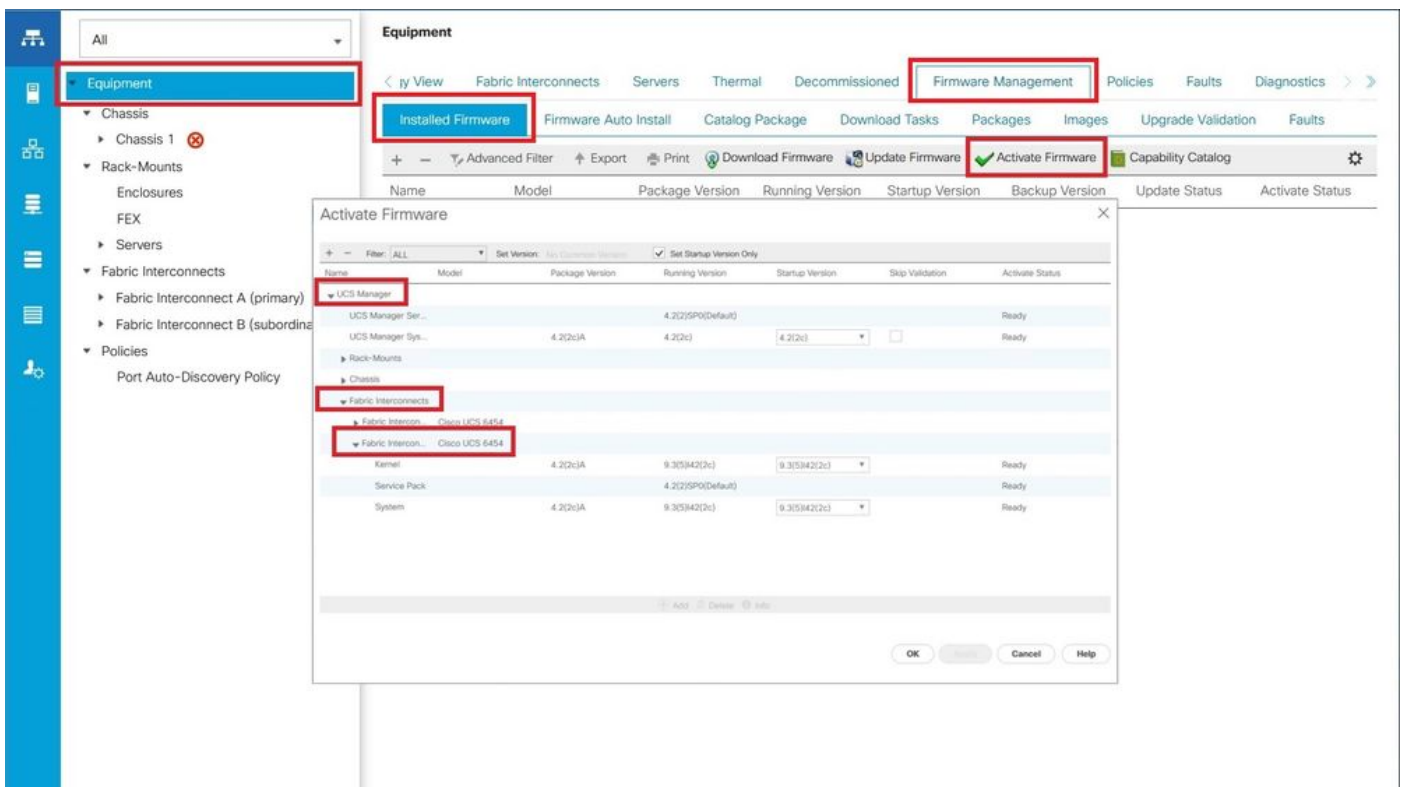 All
Equipment
Chassis
Chassis 1
Rack-Mounts
Enclosures
FEX
Servers
Fabric Interconnects
Fabric Interconnect A (primary)
Fabric Interconnect B (subordina
Policies
Port Auto-Discovery Policy
Equipment
ry View Fabric Interconnects Servers Thermal Decommissioned Firmware Management Policies Faults Diagnostics
Installed Firmware Firmware Auto Install Catalog Package Download Tasks Packages Images Upgrade Validation Faults
+ – Advanced Filter Export Print Download Firmware Update Firmware Activate Firmware Capability Catalog
Name Model Package Version Running Version Startup Version Backup Version Update Status Activate Status
Activate Firmware
+ – Filter: ALL Set Version: No Common Version Set Startup Version Only
Name Model Package Version Running Version Startup Version Skip Validation Activate Status
UCS Manager
UCS Manager Ser... 4.2(2)SP0(Default) Ready
UCS Manager Sys... 4.2(2c)A 4.2(2c) 4.2(2c) Ready
Rack-Mounts
Chassis
Fabric Interconnects
Fabric Intercon... Cisco UCS 6454
Fabric Intercon... Cisco UCS 6454
Kernel 4.2(2c)A 9.3(5)I42(2c) 9.3(5)I42(2c) Ready
Service Pack 4.2(2)SP0(Default) Ready
System 4.2(2c)A 9.3(5)I42(2c) 9.3(5)I42(2c) Ready
+ Add Delete Info
OK Cancel Help